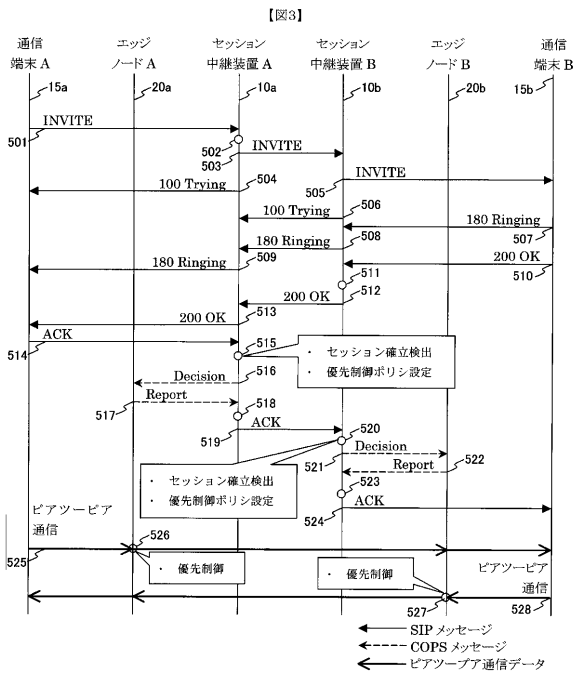 【図3】
通信
端末 A
エッジ
ノード A
セッション
中継装置 A
セッション
中継装置 B
エッジ
ノード B
通信
端末 B
15a
20a
10a
10b
20b
15b
INVITE
501
502
503
INVITE
INVITE
504
100 Trying
505
506
100 Trying
180 Ringing
507
508
180 Ringing
509
180 Ringing
200 OK
510
511
512
200 OK
513
200 OK
ACK
514
515
・ セッション確立検出
・ 優先制御ポリシ設定
Decision
516
Report
517
518
ACK
519
520
Decision
521
Report
522
・ セッション確立検出
・ 優先制御ポリシ設定
523
ACK
524
ピアツーピア
通信
525
526
・ 優先制御
・ 優先制御
ピアツーピア
通信
527
528
SIP メッセージ
COPS メッセージ
ピアツープア通信データ